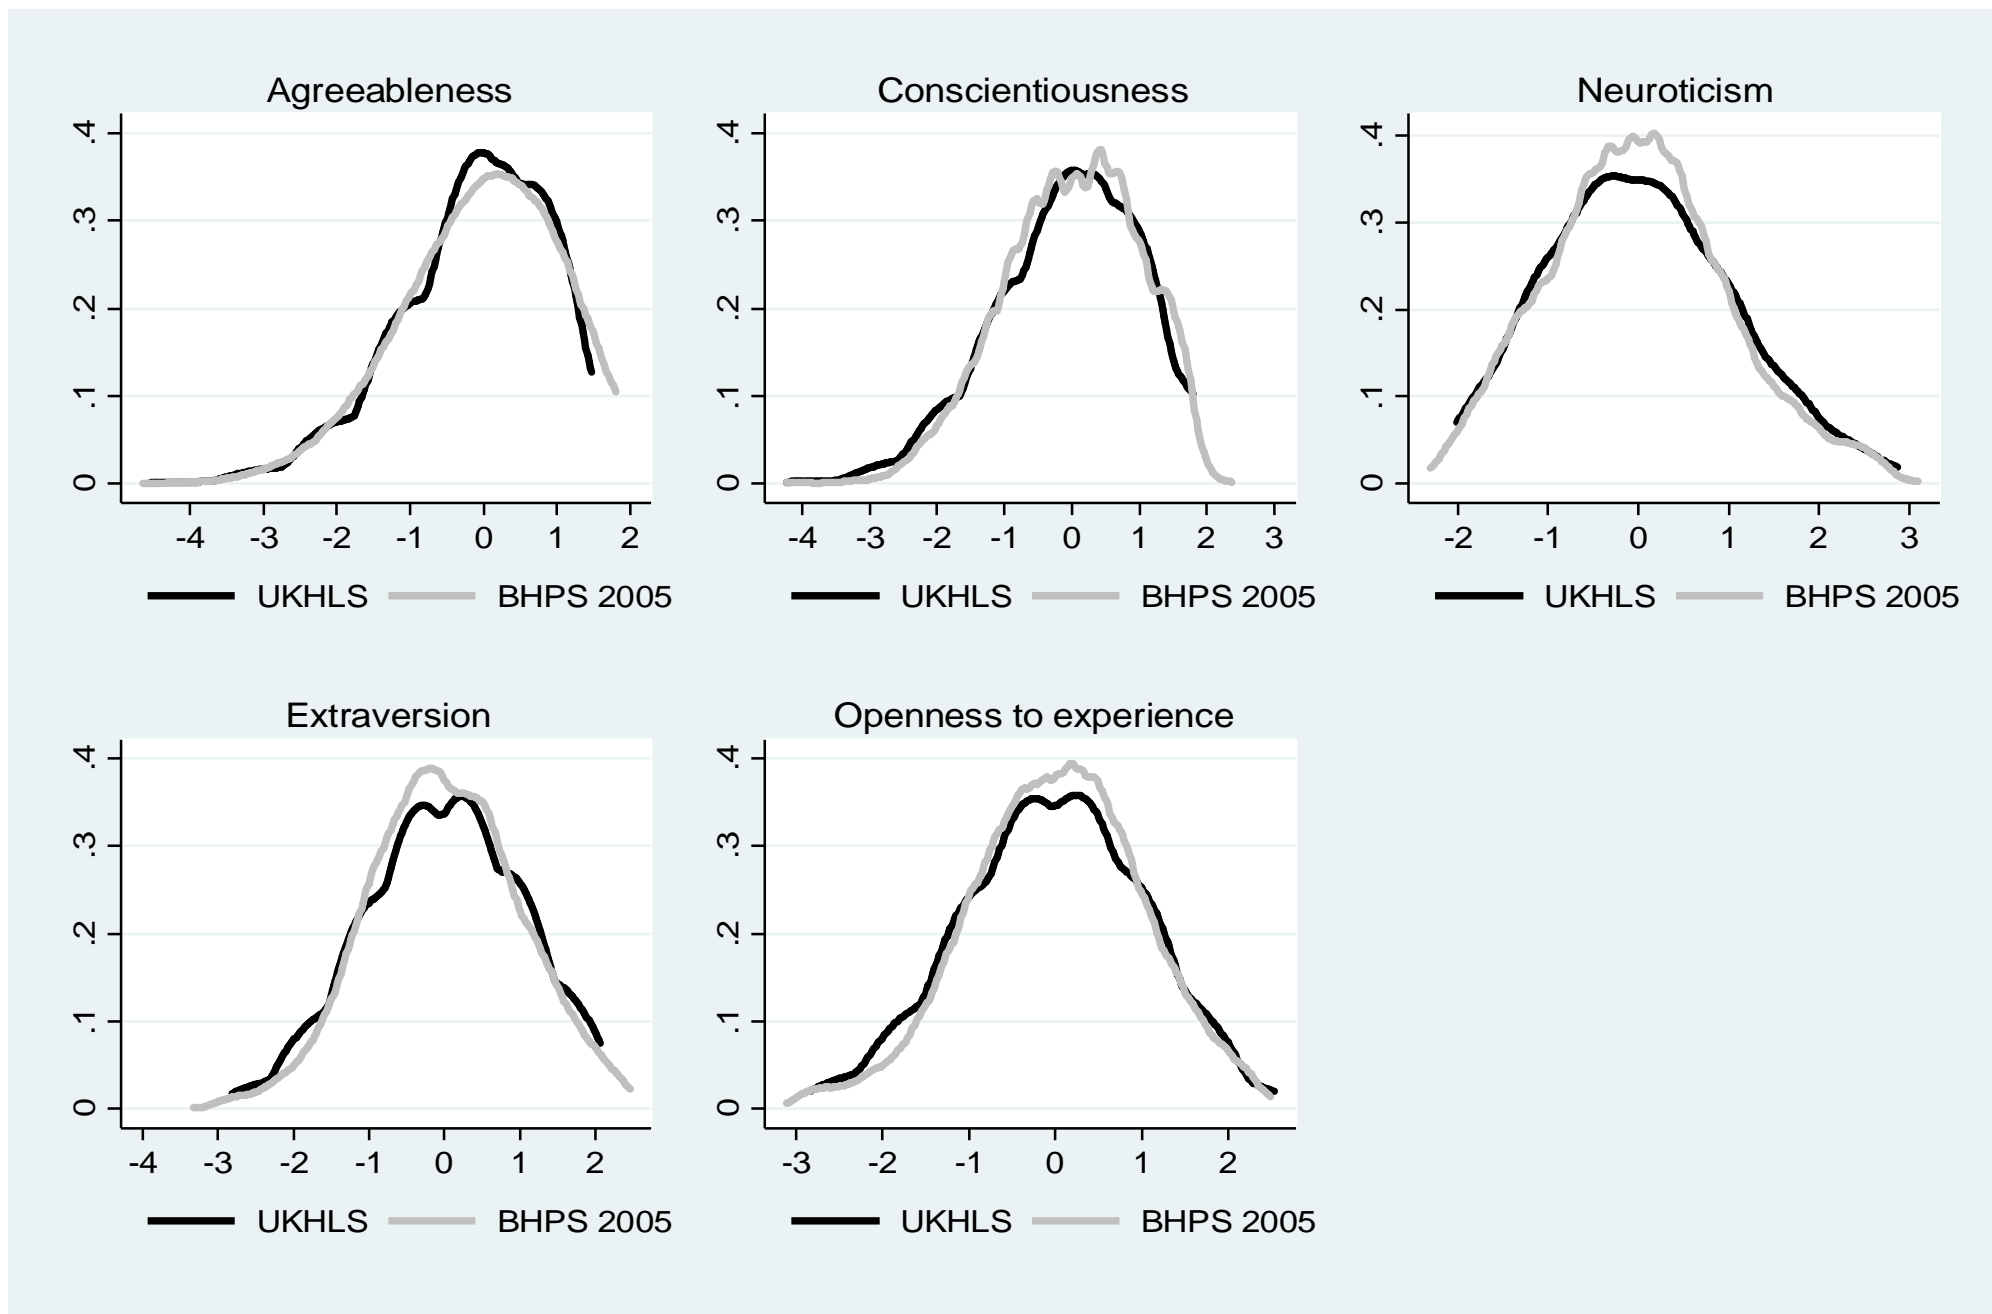 Agreeableness
.4
.3
.2
.1
0
-4 -3 -2 -1 0 1 2
UKHLS BHPS 2005
Conscientiousness
.4
.3
.2
.1
0
-4 -3 -2 -1 0 1 2 3
UKHLS BHPS 2005
Neuroticism
.4
.3
.2
.1
0
-2 -1 0 1 2 3
UKHLS BHPS 2005
Extraversion
.4
.3
.2
.1
0
-4 -3 -2 -1 0 1 2
UKHLS BHPS 2005
Openness to experience
.4
.3
.2
.1
0
-3 -2 -1 0 1 2
UKHLS BHPS 2005